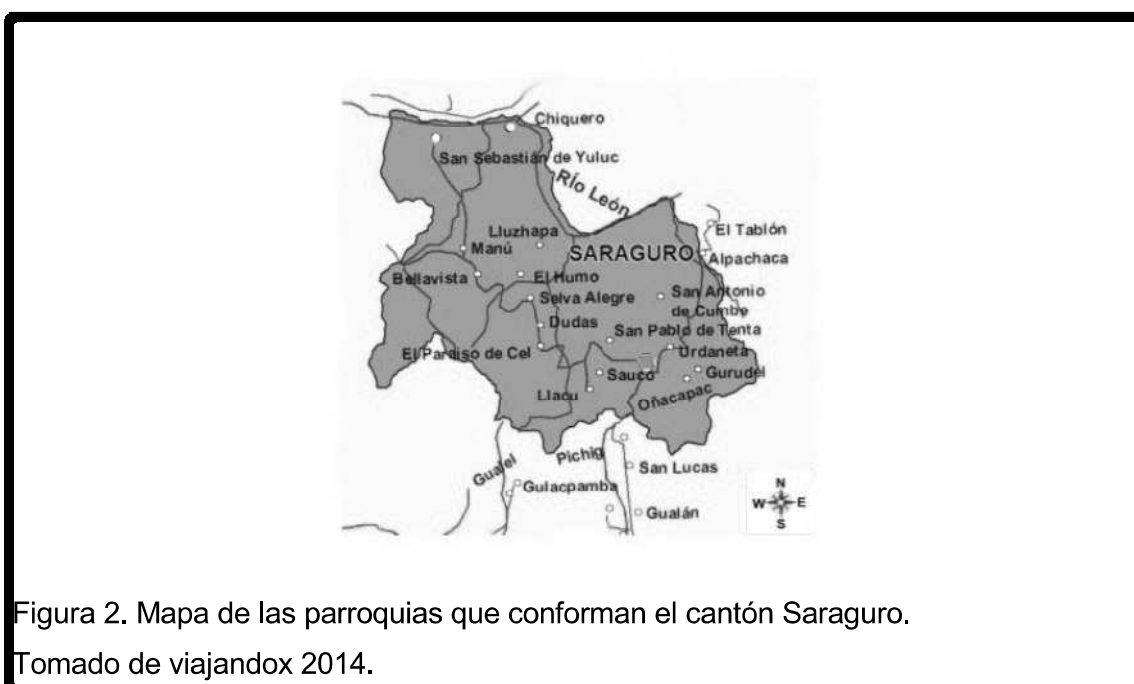 Chiquero
San Sebastián de Yuluc
Río León
El Tablón
Lluzhapa
Manú
SARAGURO
Alpachaca
Bellavista
El Humo
Selva Alegre
San Antonio
de Cumbe
Dudas
San Pablo de Tenta
El Paraiso de Cel
Urdaneta
Sauco
Gurudel
Llacu
Oñacapac
Gualel
Pichig
San Lucas
Gulacpamba
Gualán
N
W E
S
Figura 2. Mapa de las parroquias que conforman el cantón Saraguro.
Tomado de viajandox 2014.